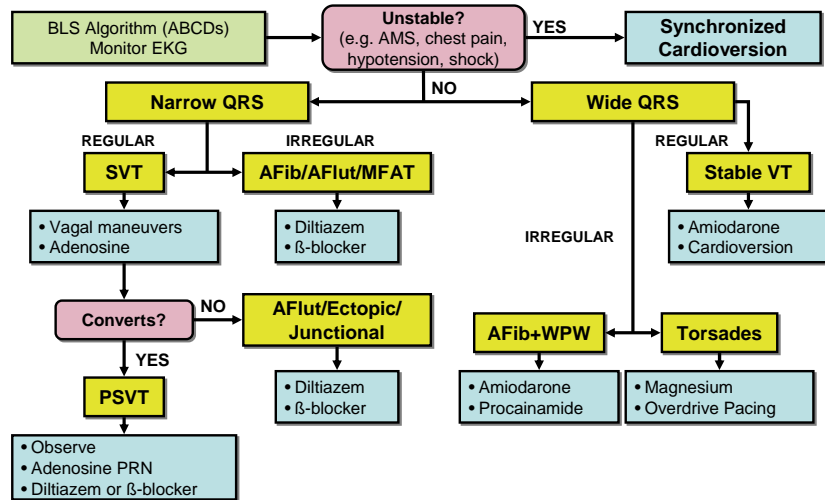 BLS Algorithm (ABCDs)
Monitor EKG
Unstable?
(e.g. AMS, chest pain,
hypotension, shock)
YES
Synchronized
Cardioversion
NO
Narrow QRS
Wide QRS
REGULAR
IRREGULAR
REGULAR
SVT
AFib/AFlut/MFAT
Stable VT
• Vagal maneuvers
• Adenosine
• Diltiazem
• ß-blocker
• Amiodarone
• Cardioversion
IRREGULAR
Converts?
NO
AFlut/Ectopic/
Junctional
AFib+WPW
Torsades
YES
PSVT
• Diltiazem
• ß-blocker
• Amiodarone
• Procainamide
• Magnesium
• Overdrive Pacing
• Observe
• Adenosine PRN
• Diltiazem or ß-blocker